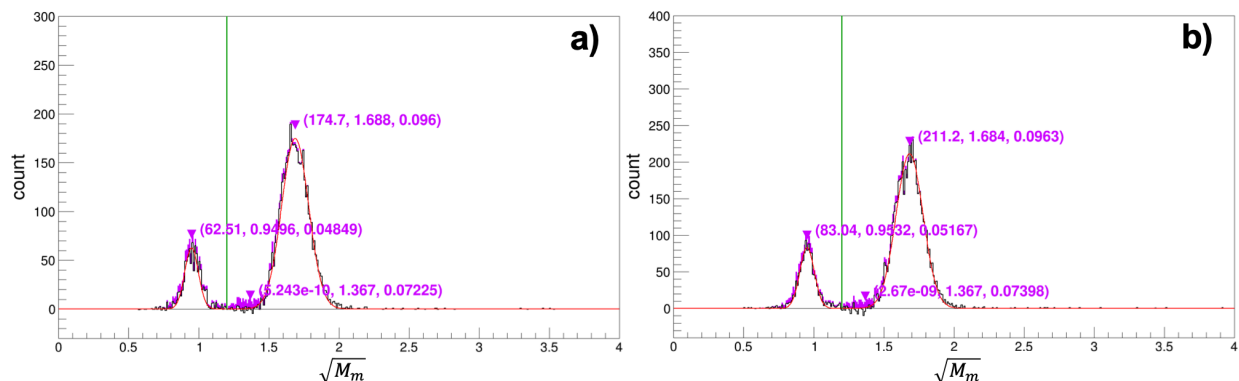 a)
300
250
200
150
100
50
0
count
(174.7, 1.688, 0.096)
(62.51, 0.9496, 0.04849)
(5.243e-10, 1.367, 0.07225)
0 0.5 1 1.5 2 2.5 3 3.5 4
√M_m
b)
400
350
300
250
200
150
100
50
0
count
(211.2, 1.684, 0.0963)
(83.04, 0.9532, 0.05167)
(2.67e-09, 1.367, 0.07398)
0 0.5 1 1.5 2 2.5 3 3.5 4
√M_m